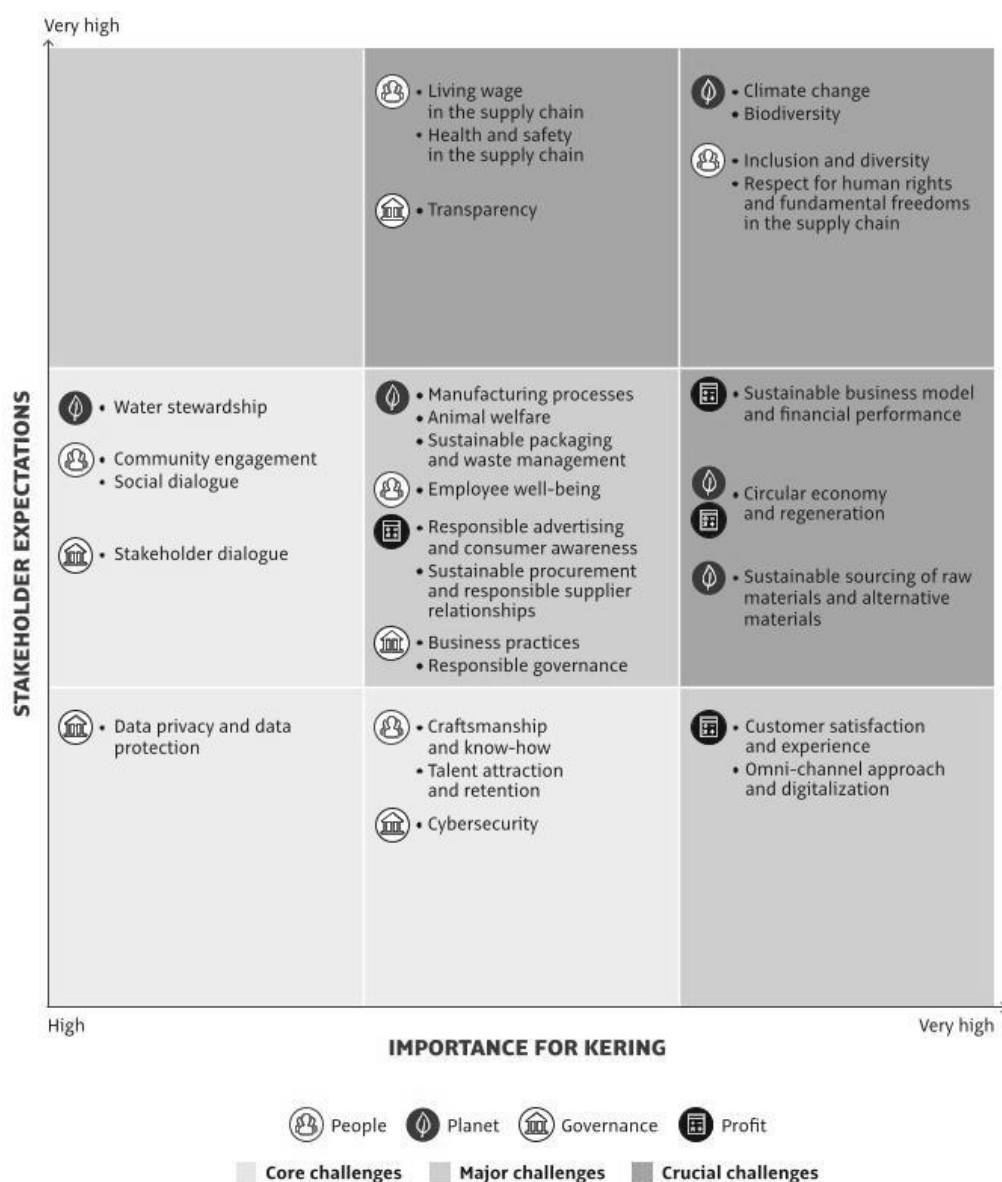 Very high
• Living wage
in the supply chain
• Health and safety
in the supply chain
• Transparency
• Climate change
• Biodiversity
• Inclusion and diversity
• Respect for human rights
and fundamental freedoms
in the supply chain
STAKEHOLDER EXPECTATIONS
• Water stewardship
• Community engagement
• Social dialogue
• Stakeholder dialogue
• Manufacturing processes
• Animal welfare
• Sustainable packaging
and waste management
• Employee well-being
• Responsible advertising
and consumer awareness
• Sustainable procurement
and responsible supplier
relationships
• Business practices
• Responsible governance
• Sustainable business model
and financial performance
• Circular economy
and regeneration
• Sustainable sourcing of raw
materials and alternative
materials
• Data privacy and data
protection
• Craftsmanship
and know-how
• Talent attraction
and retention
• Cybersecurity
• Customer satisfaction
and experience
• Omni-channel approach
and digitalization
High
Very high
IMPORTANCE FOR KERING
People Planet Governance Profit
Core challenges Major challenges Crucial challenges